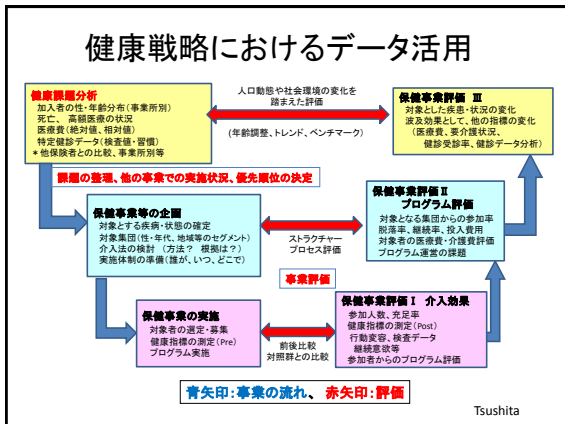 健康戦略におけるデータ活用
健康課題分析
加入者の性・年齢分布(事業所別)
死亡、 高額医療の状況
医療費(絶対値、相対値)
特定健診データ(検査値・習慣)
*他保険者との比較、事業所別等
人口動態や社会環境の変化を
踏まえた評価
(年齢調整、トレンド、ベンチマーク)
保健事業評価 Ⅲ
対象とした疾患・状況の変化
波及効果として、他の指標の変化
(医療費、要介護状況、
健診受診率、健診データ分析)
課題の整理、他の事業での実施状況、優先順位の決定
保健事業等の企画
対象とする疾病・状態の確定
対象集団(性・年代、地域等のセグメント)
介入法の検討 (方法? 根拠は?)
実施体制の準備(誰が、いつ、どこで)
ストラクチャー
プロセス評価
事業評価
保健事業評価Ⅱ
プログラム評価
対象となる集団からの参加率
脱落率、継続率、投入費用
対象者の医療費・介護費評価
プログラム運営の課題
保健事業の実施
対象者の選定・募集
健康指標の測定(Pre)
プログラム実施
前後比較
対照群との比較
保健事業評価Ⅰ 介入効果
参加人数、充足率
健康指標の測定(Post)
行動変容、検査データ
継続意欲等
参加者からのプログラム評価
青矢印:事業の流れ、 赤矢印:評価
Tsushita